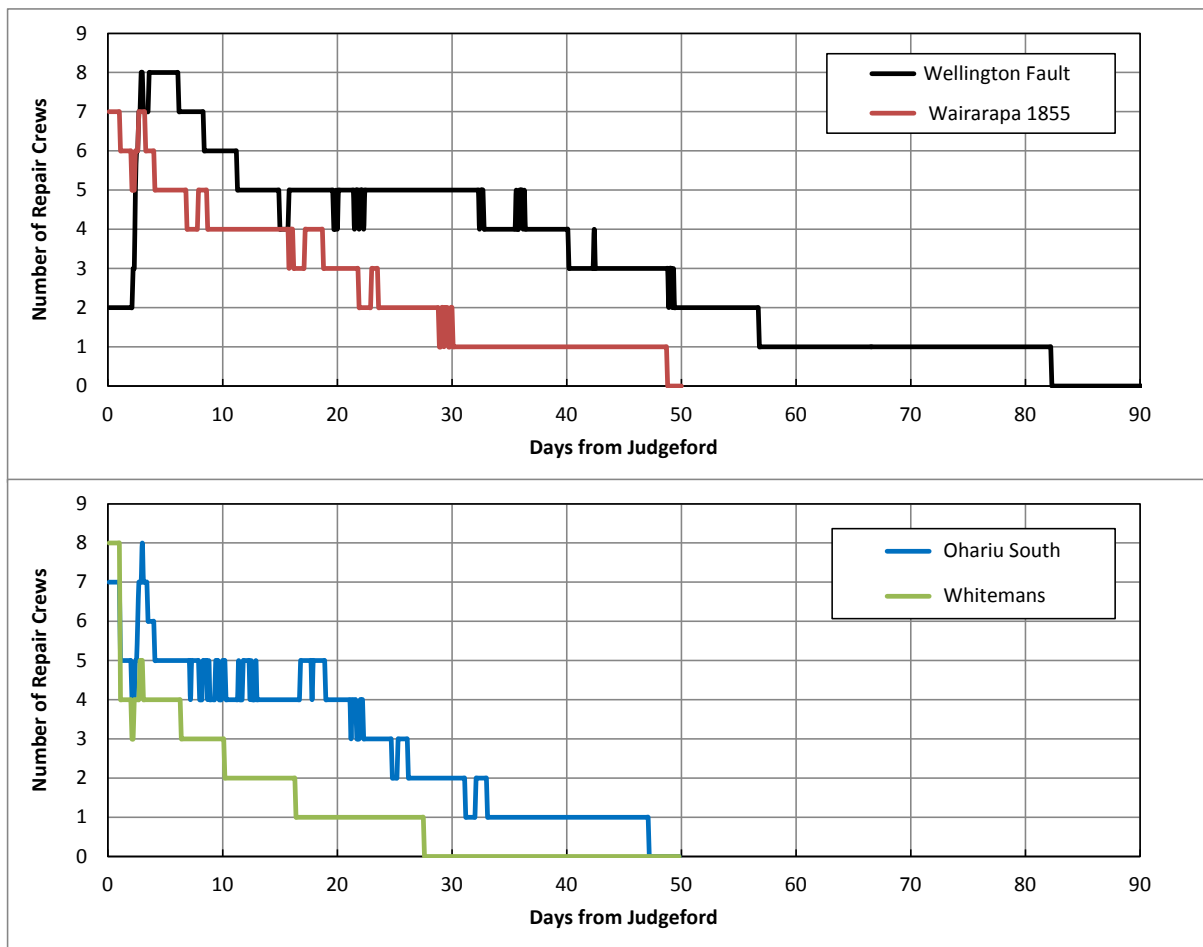 9
8
7
6
5
4
3
2
1
0
Number of Repair Crews
Wellington Fault
Wairarapa 1855
0 10 20 30 40 50 60 70 80 90
Days from Judgeford
9
8
7
6
5
4
3
2
1
0
Number of Repair Crews
Ohariu South
Whitemans
0 10 20 30 40 50 60 70 80 90
Days from Judgeford